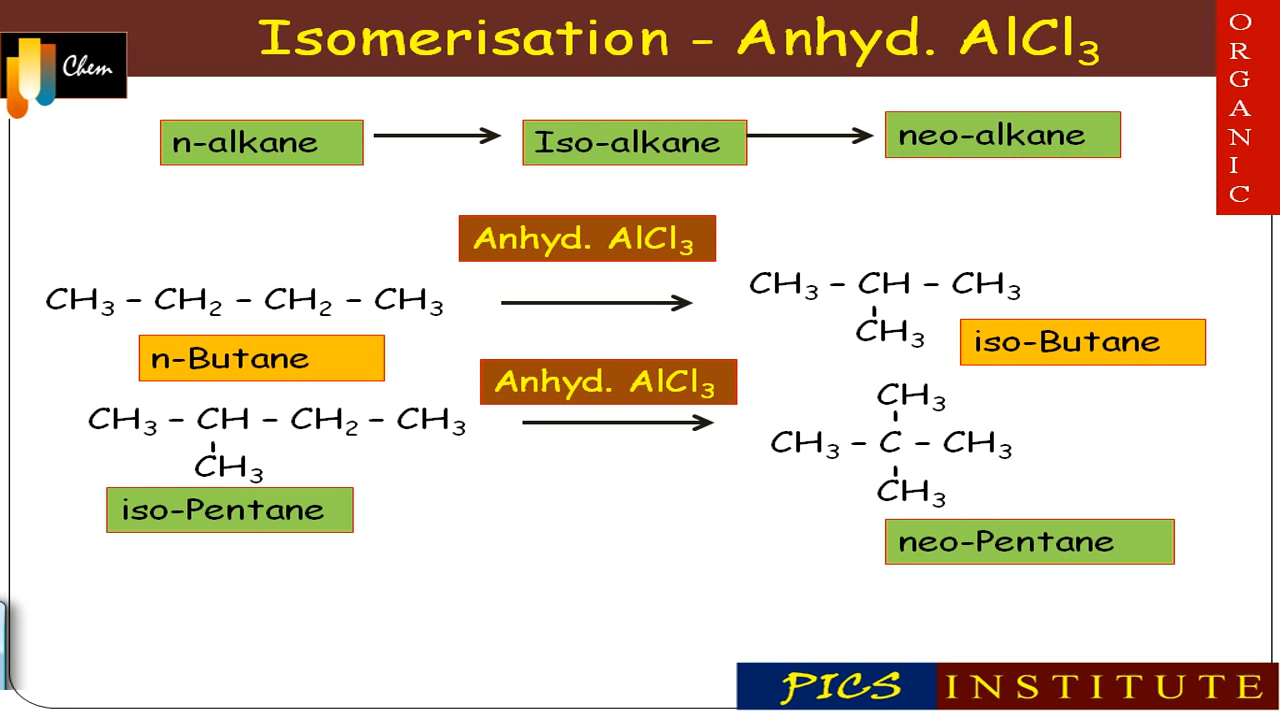 Isomerisation - Anhyd. AlCl₃
Chem
ORGANIC
n-alkane
Iso-alkane
neo-alkane
Anhyd. AlCl₃
CH₃ – CH₂ – CH₂ – CH₃
CH₃ – CH – CH₃
CH₃
n-Butane
iso-Butane
Anhyd. AlCl₃
CH₃
CH₃ – CH – CH₂ – CH₃
CH₃ – C – CH₃
CH₃
CH₃
iso-Pentane
neo-Pentane
PICS INSTITUTE